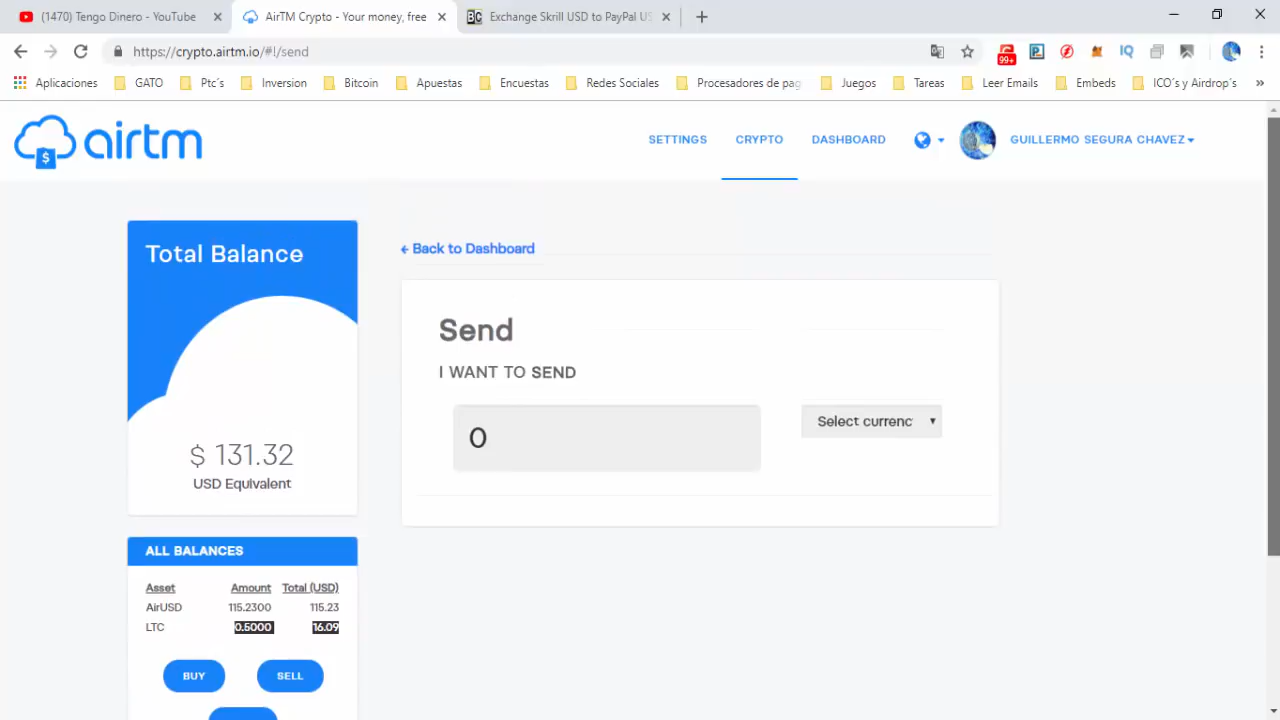 (1470) Tengo Dinero - YouTube
AirTM Crypto - Your money, free
Exchange Skrill USD to PayPal US
https://crypto.airtm.io/#!/send
99+
IQ
Aplicaciones
GATO
Ptc´s
Inversion
Bitcoin
Apuestas
Encuestas
Redes Sociales
Procesadores de pag
Juegos
Tareas
Leer Emails
Embeds
ICO´s y Airdrop´s
airtm
SETTINGS
CRYPTO
DASHBOARD
GUILLERMO SEGURA CHAVEZ
Total Balance
$ 131.32
USD Equivalent
Back to Dashboard
Send
I WANT TO SEND
0
Select currenc
ALL BALANCES
Asset Amount Total (USD)
AirUSD 115.2300 115.23
LTC 0.5000 16.09
BUY
SELL